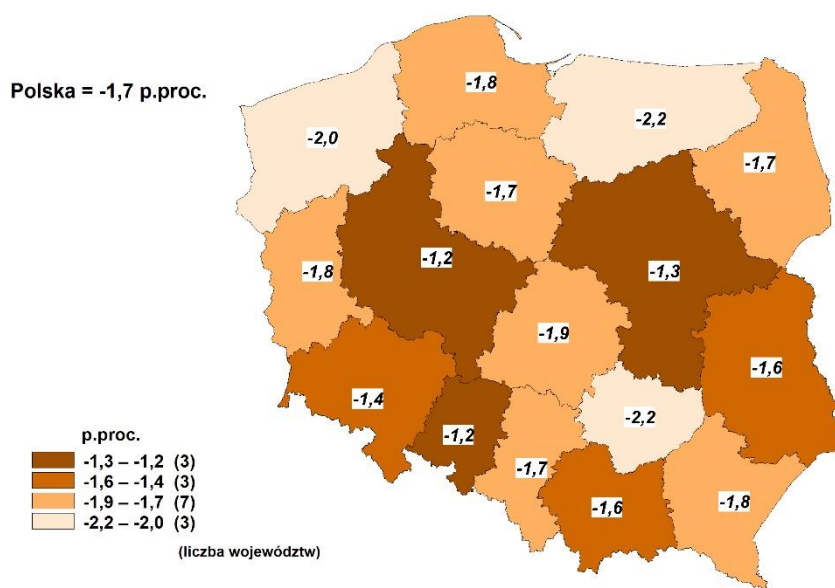 Polska = -1,7 p.proc.
-1,8
-2,0
-2,2
-1,7
-1,7
-1,2
-1,3
-1,8
-1,9
-1,6
-1,4
-2,2
-1,2
-1,7
-1,6
-1,8
p.proc.
-1,3 – -1,2 (3)
-1,6 – -1,4 (3)
-1,9 – -1,7 (7)
-2,2 – -2,0 (3)
(liczba województw)